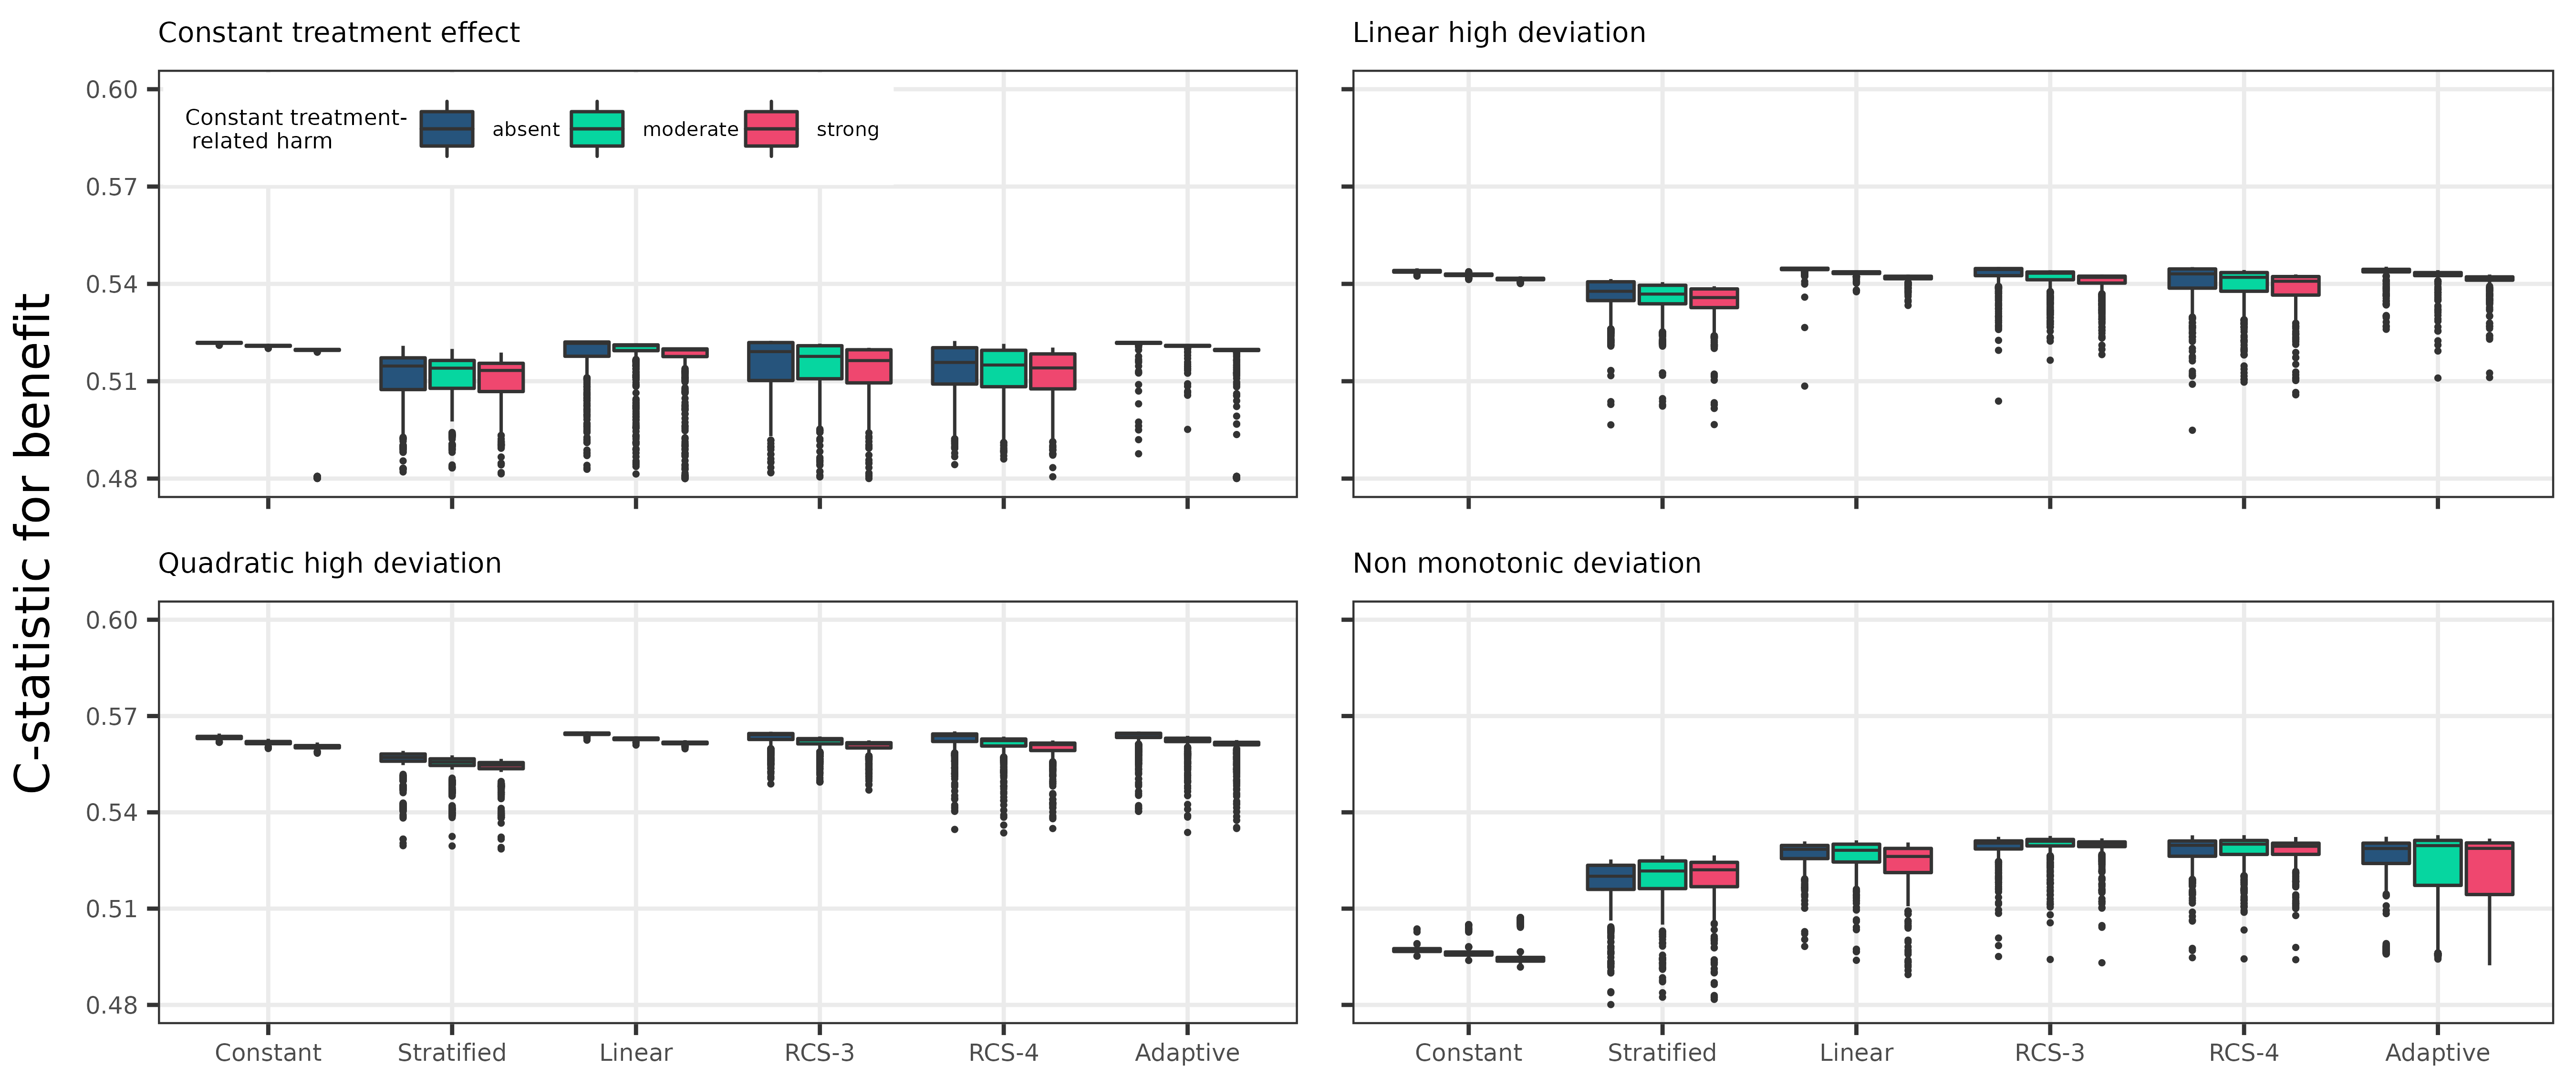 Constant treatment effect
Linear high deviation
0.60
0.57
0.54
0.51
0.48
Constant treatment-
related harm
absent
moderate
strong
C-statistic for benefit
Quadratic high deviation
Non monotonic deviation
0.60
0.57
0.54
0.51
0.48
Constant
Stratified
Linear
RCS-3
RCS-4
Adaptive
Constant
Stratified
Linear
RCS-3
RCS-4
Adaptive